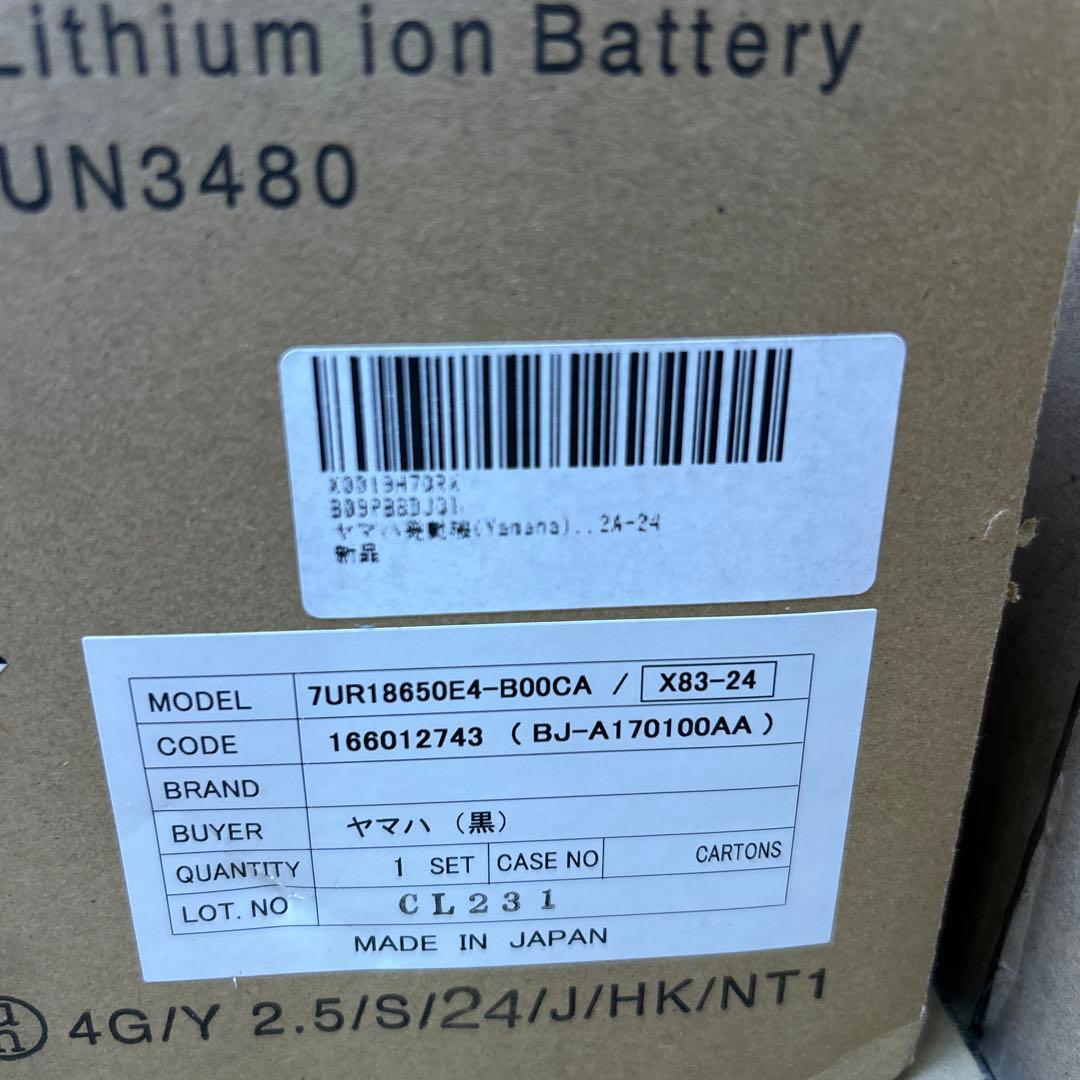 Lithium ion Battery
UN3480
ヤマハ発動機(Yamaha)..2A-24
新品
MODEL 7UR18650E4-B00CA / X83-24
CODE 166012743 ( BJ-A170100AA )
BRAND
BUYER ヤマハ (黒)
QUANTITY 1 SET CASE NO CARTONS
LOT. NO CL231
MADE IN JAPAN
4G/Y 2.5/S/24/J/HK/NT1